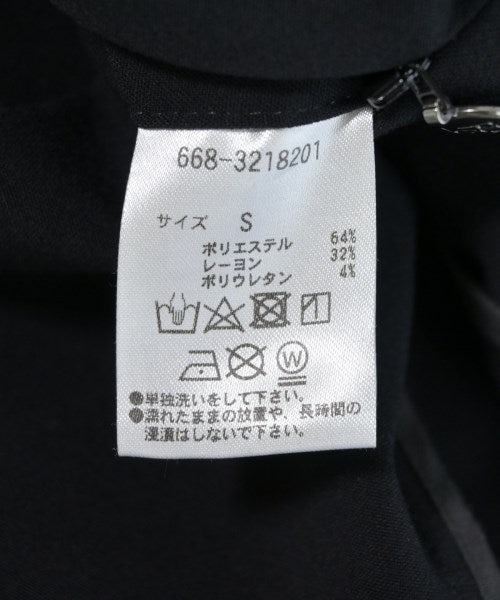 668-3218201
サイズ S
ポリエステル 64%
レーヨン 32%
ポリウレタン 4%
W
●単独洗いをして下さい。
●濡れたままの放置や、長時間の
浸漬はしないで下さい。